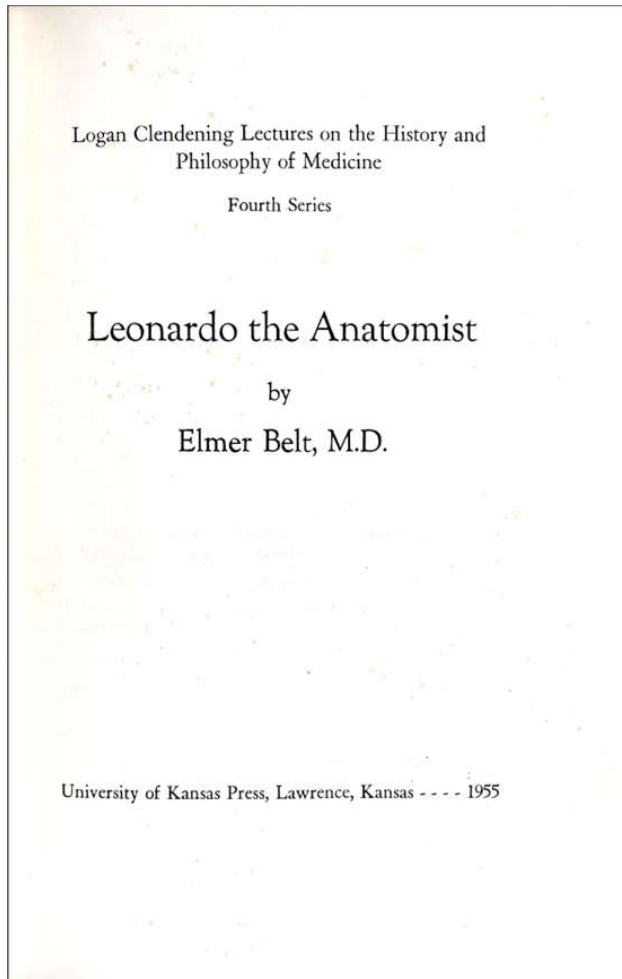 Logan Clendening Lectures on the History and
Philosophy of Medicine
Fourth Series
Leonardo the Anatomist
by
Elmer Belt, M.D.
University of Kansas Press, Lawrence, Kansas - - - - 1955